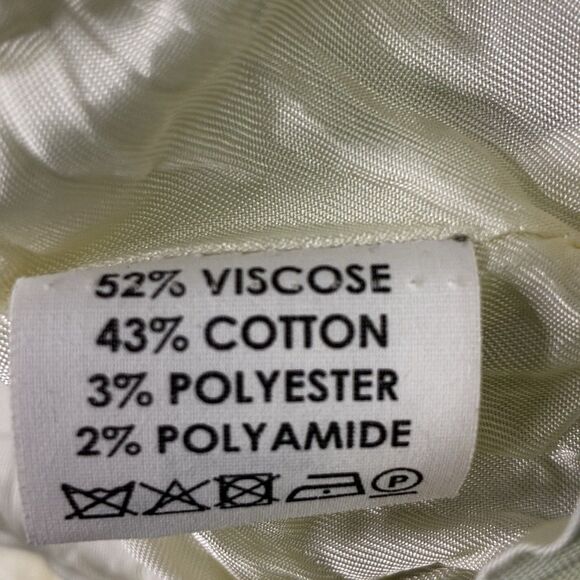 52% VISCOSE
43% COTTON
3% POLYESTER
2% POLYAMIDE
P